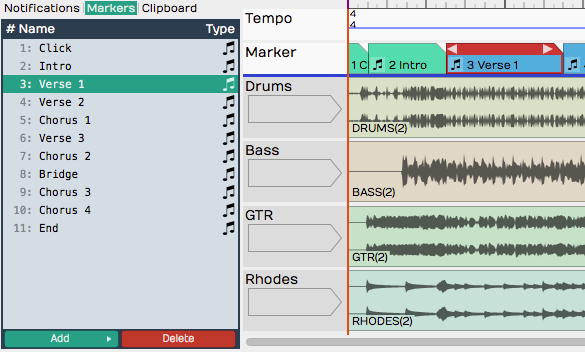 Notifications Markers Clipboard
# Name Type
1: Click
2: Intro
3: Verse 1
4: Verse 2
5: Chorus 1
6: Verse 3
7: Chorus 2
8: Bridge
9: Chorus 3
10: Chorus 4
11: End
Add
Delete
Tempo
4
4
Marker
1 C
2 Intro
3 Verse 1
Drums
DRUMS(2)
Bass
BASS(2)
GTR
GTR(2)
Rhodes
RHODES(2)